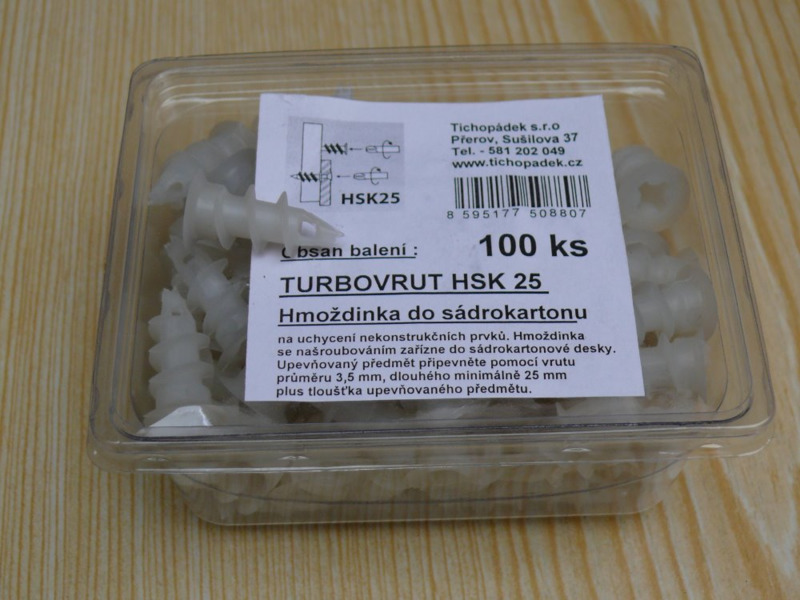 Tichopádek s.r.o
Přerov, Sušilova 37
Tel. - 581 202 049
www.tichopadek.cz
HSK25
8 595177 508807
Obsah balení : 100 ks
TURBOVRUT HSK 25
Hmoždinka do sádrokartonu
na uchycení nekonstrukčních prvků. Hmoždinka
se našroubováním zařízne do sádrokartonové desky.
Upevňovaný předmět připevněte pomocí vrutu
průměru 3,5 mm, dlouhého minimálně 25 mm
plus tloušťka upevňovaného předmětu.